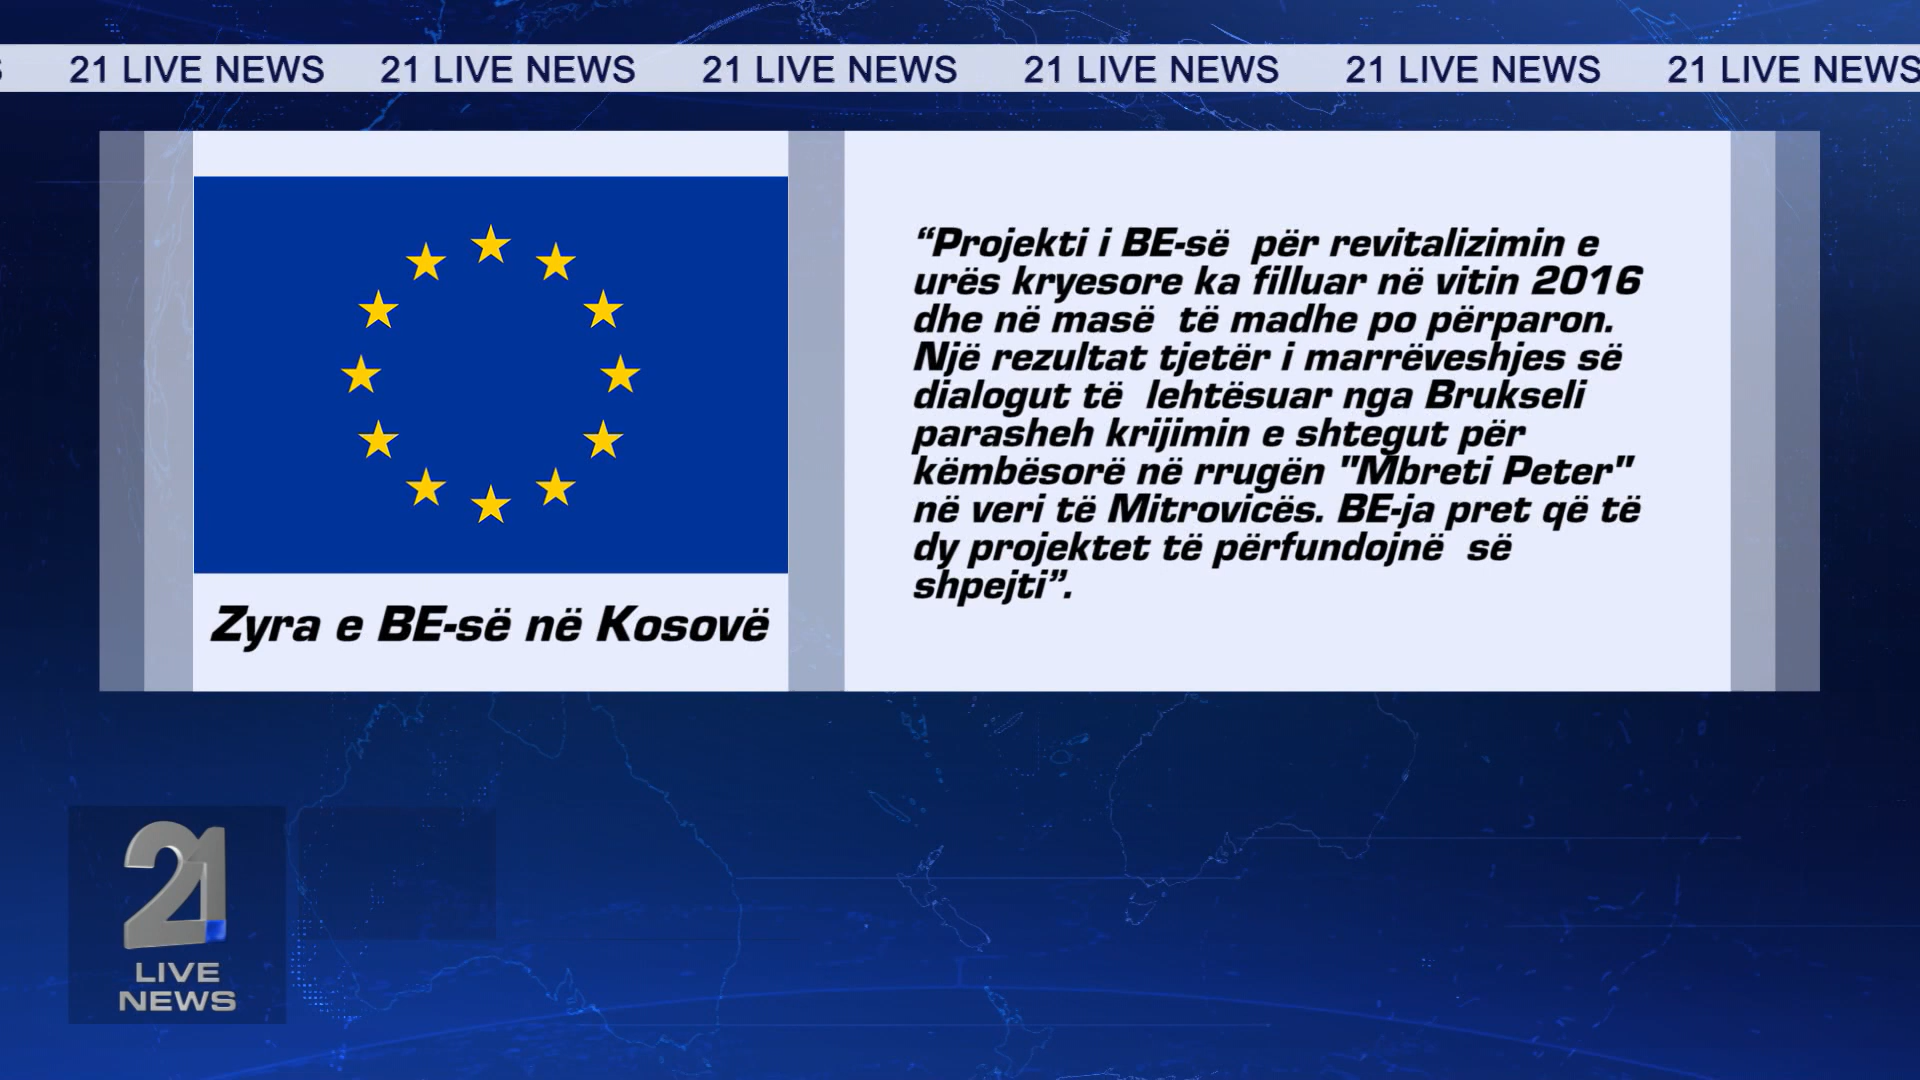 21 LIVE NEWS 21 LIVE NEWS 21 LIVE NEWS 21 LIVE NEWS 21 LIVE NEWS 21 LIVE NEWS
“Projekti i BE-së për revitalizimin e
urës kryesore ka filluar në vitin 2016
dhe në masë të madhe po përparon.
Një rezultat tjetër i marrëveshjes së
dialogut të lehtësuar nga Brukseli
parasheh krijimin e shtegut për
këmbësorë në rrugën "Mbreti Peter"
në veri të Mitrovicës. BE-ja pret që të
dy projektet të përfundojnë së
shpejti”.
Zyra e BE-së në Kosovë
21
LIVE
NEWS